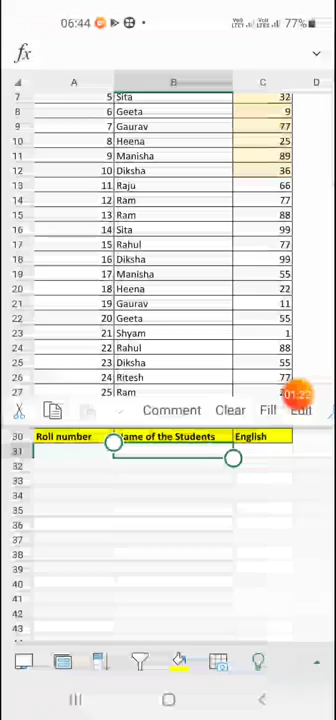 06:44 77%
fx
A B C D
7 5 Sita 32
8 6 Geeta 9
9 7 Gaurav 77
10 8 Heena 25
11 9 Manisha 89
12 10 Diksha 36
13 11 Raju 66
14 12 Ram 77
15 13 Ram 88
16 14 Sita 99
17 15 Rahul 77
18 16 Diksha 99
19 17 Manisha 55
20 18 Heena 22
21 19 Gaurav 11
22 20 Geeta 55
23 21 Shyam 1
24 22 Rahul 88
25 23 Diksha 55
26 24 Ritesh 77
27 25 Ram
01:22
Comment Clear Fill Edit
30 Roll number Name of the Students English
31
32
33
34
35
36
37
38
39
40
41
42
43